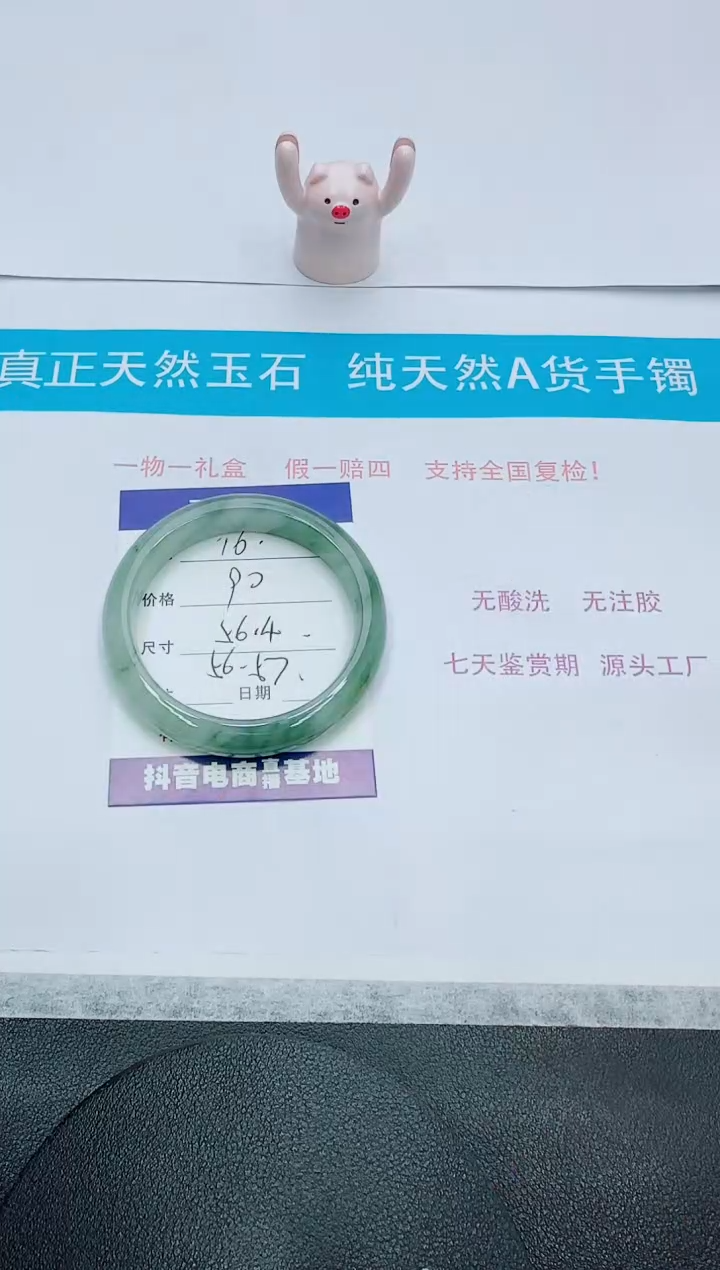 真正天然玉石 纯天然A货手镯
一物一礼盒 假一赔四 支持全国复检！
16.
价格 90
尺寸 56.4
56-57.
日期
无酸洗 无注胶
七天鉴赏期 源头工厂
抖音电商直播基地